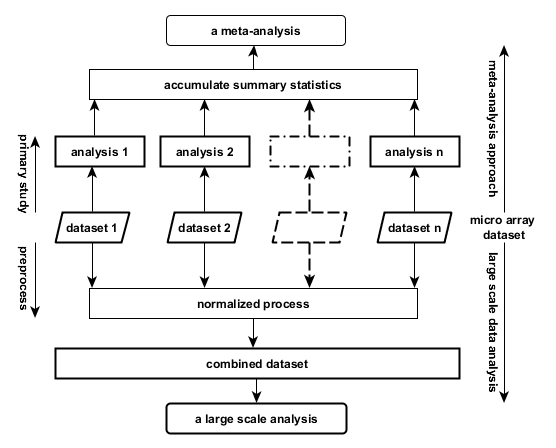 a meta-analysis
accumulate summary statistics
analysis 1
analysis 2
analysis n
dataset 1
dataset 2
dataset n
normalized process
combined dataset
a large scale analysis
primary study
preprocess
meta-analysis approach
micro array
dataset
large scale data analysis